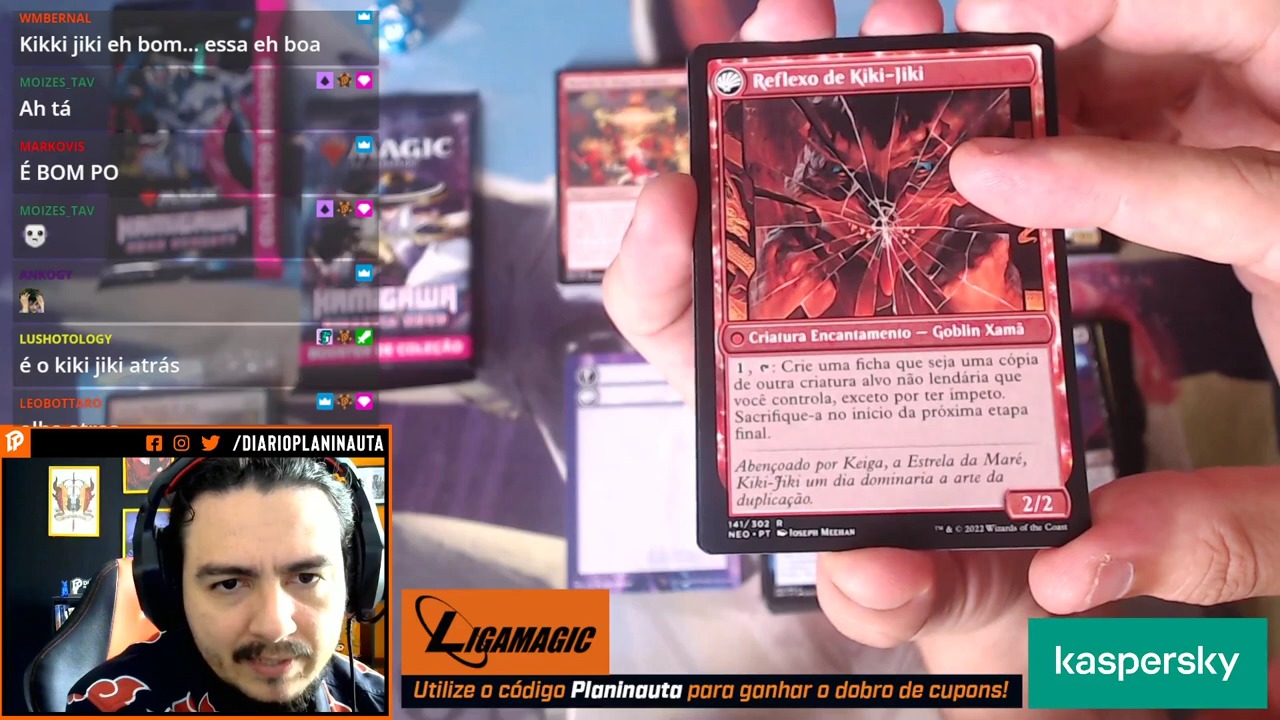 WMBERNAL
Kikki jiki eh bom... essa eh boa
MOIZES_TAV
Ah tá
MARKOVIS
É BOM PO
MOIZES_TAV
ANKOGY
LUSHOTOLOGY
é o kiki jiki atrás
LEOBOTTARO
/DIARIOPLANINAUTA
MAGIC
KAMIGAWA
KAMIGAWA
Reflexo de Kiki-Jiki
Criatura Encantamento — Goblin Xamã
1, : Crie uma ficha que seja uma cópia
de outra criatura alvo não lendária que
você controla, exceto por ter ímpeto.
Sacrifique-a no início da próxima etapa
final.
Abençoado por Keiga, a Estrela da Maré,
Kiki-Jiki um dia dominaria a arte da
duplicação.
2/2
141/302 R
NEO • PT JOSEPH MEEHAN
™ & © 2022 Wizards of the Coast
LIGAMAGIC
Utilize o código Planinauta para ganhar o dobro de cupons!
kaspersky